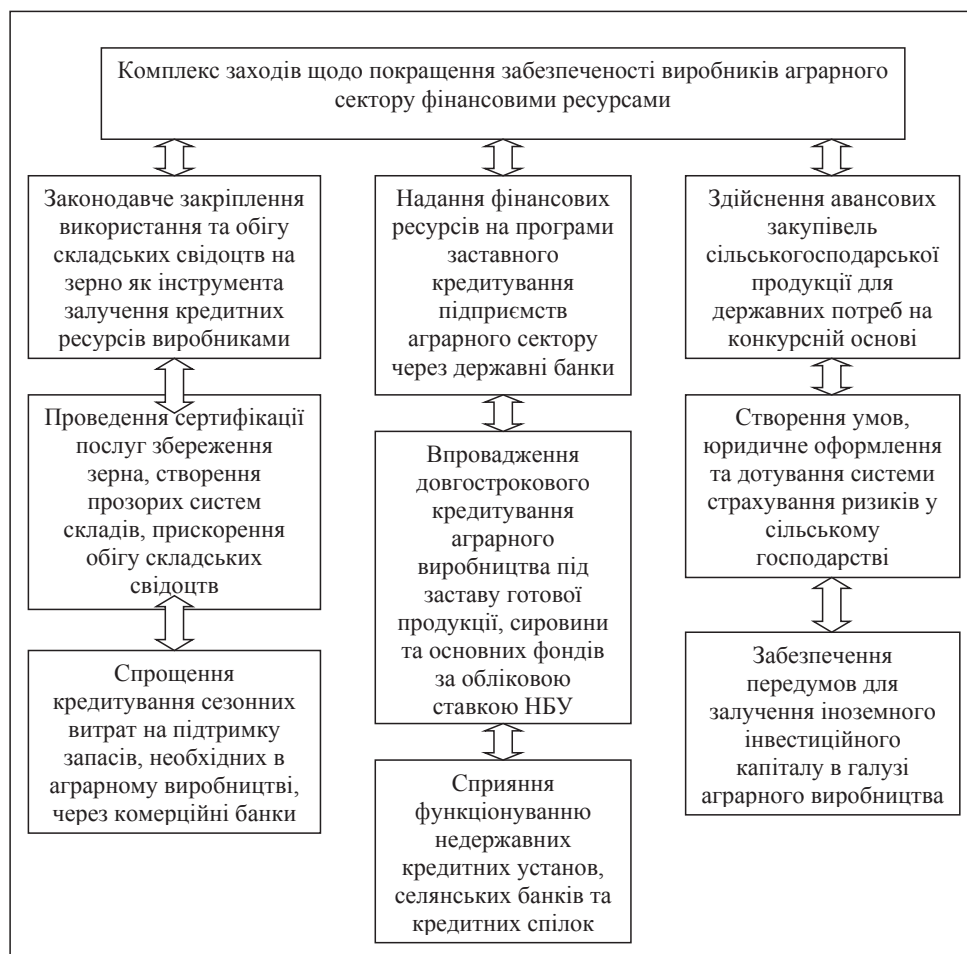 Комплекс заходів щодо покращення забезпеченості виробників аграрного
сектору фінансовими ресурсами
Законодавче закріплення
використання та обігу
складських свідоцтв на
зерно як інструмента
залучення кредитних
ресурсів виробниками
Проведення сертифікації
послуг збереження
зерна, створення
прозорих систем
складів, прискорення
обігу складських
свідоцтв
Спрощення
кредитування сезонних
витрат на підтримку
запасів, необхідних в
аграрному виробництві,
через комерційні банки
Надання фінансових
ресурсів на програми
заставного
кредитування
підприємств
аграрного сектору
через державні банки
Впровадження
довгострокового
кредитування
аграрного
виробництва під
заставу готової
продукції, сировини
та основних фондів
за обліковою
ставкою НБУ
Сприяння
функціонуванню
недержавних
кредитних установ,
селянських банків та
кредитних спілок
Здійснення авансових
закупівель
сільськогосподарської
продукції для
державних потреб на
конкурсній основі
Створення умов,
юридичне оформлення
та дотування системи
страхування ризиків у
сільському
господарстві
Забезпечення
передумов для
залучення іноземного
інвестиційного
капіталу в галузі
аграрного виробництва